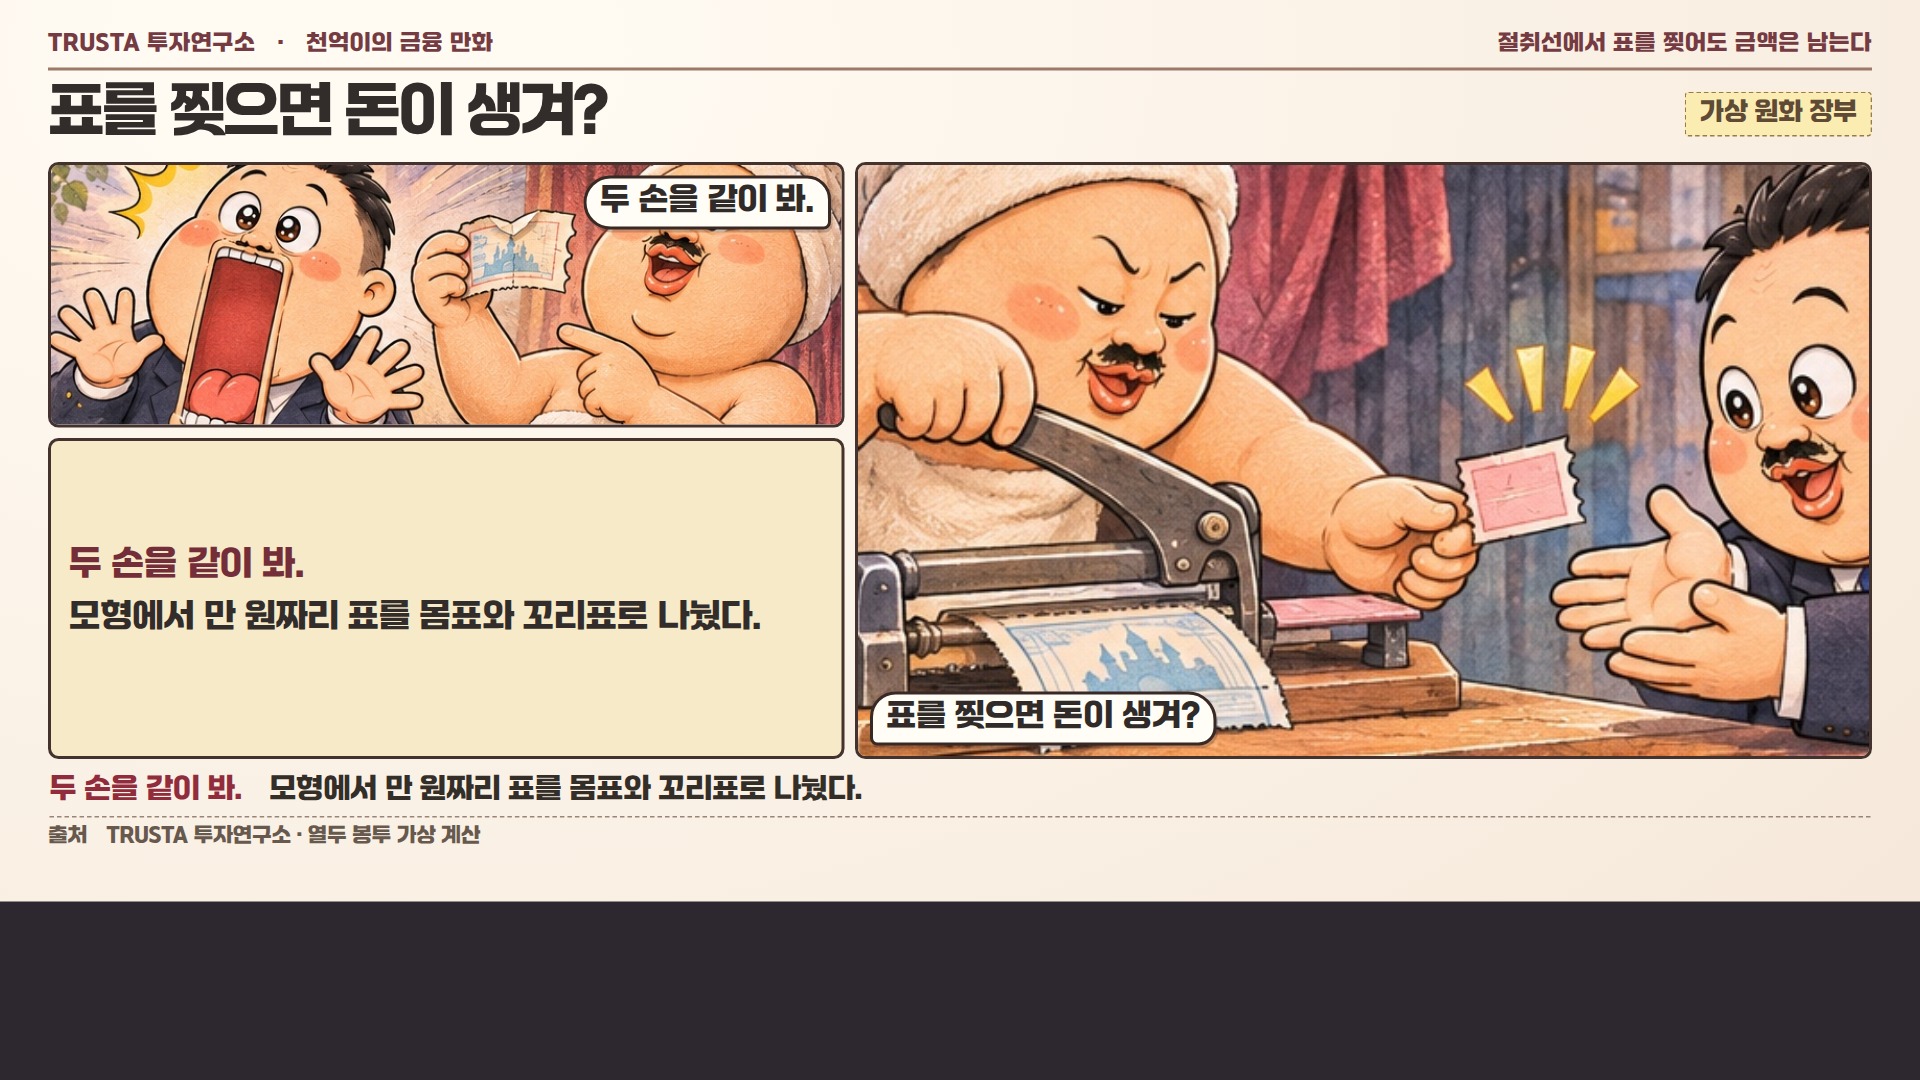 TRUSTA 투자연구소 · 천억이의 금융 만화
절취선에서 표를 찢어도 금액은 남는다
표를 찢으면 돈이 생겨?
가상 원화 장부
두 손을 같이 봐.
두 손을 같이 봐.
모형에서 만 원짜리 표를 몸표와 꼬리표로 나눴다.
표를 찢으면 돈이 생겨?
두 손을 같이 봐. 모형에서 만 원짜리 표를 몸표와 꼬리표로 나눴다.
출처 TRUSTA 투자연구소 · 열두 봉투 가상 계산